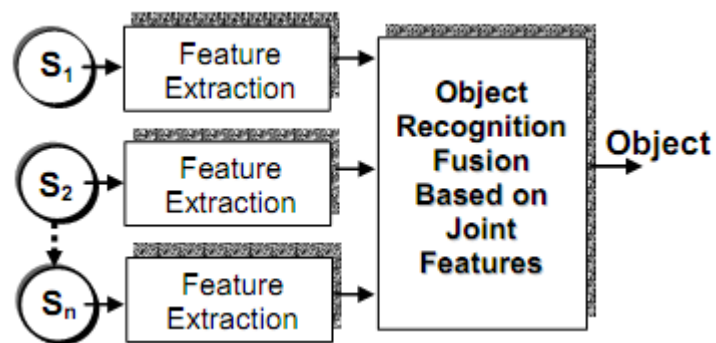 S1
Feature
Extraction
S2
Feature
Extraction
Sn
Feature
Extraction
Object
Recognition
Fusion
Based on
Joint
Features
Object